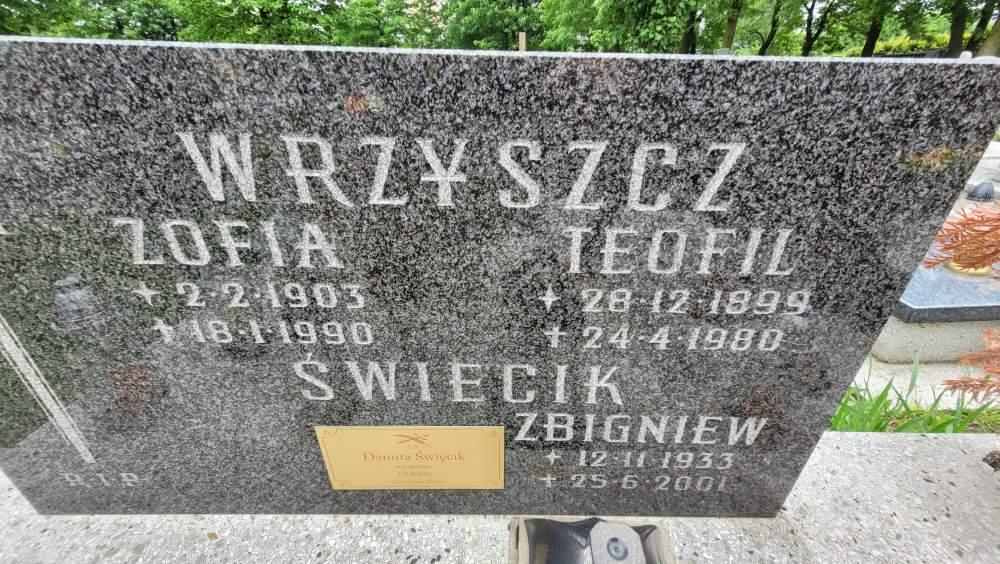 WRZYSZCZ
ZOFIA
2·2·1903
18·1·1990
TEOFIL
28·12·1899
24·4·1980
ŚWIĘCIK
ZBIGNIEW
12·11·1933
25·6·2001
Danuta Święcik
R.I.P.